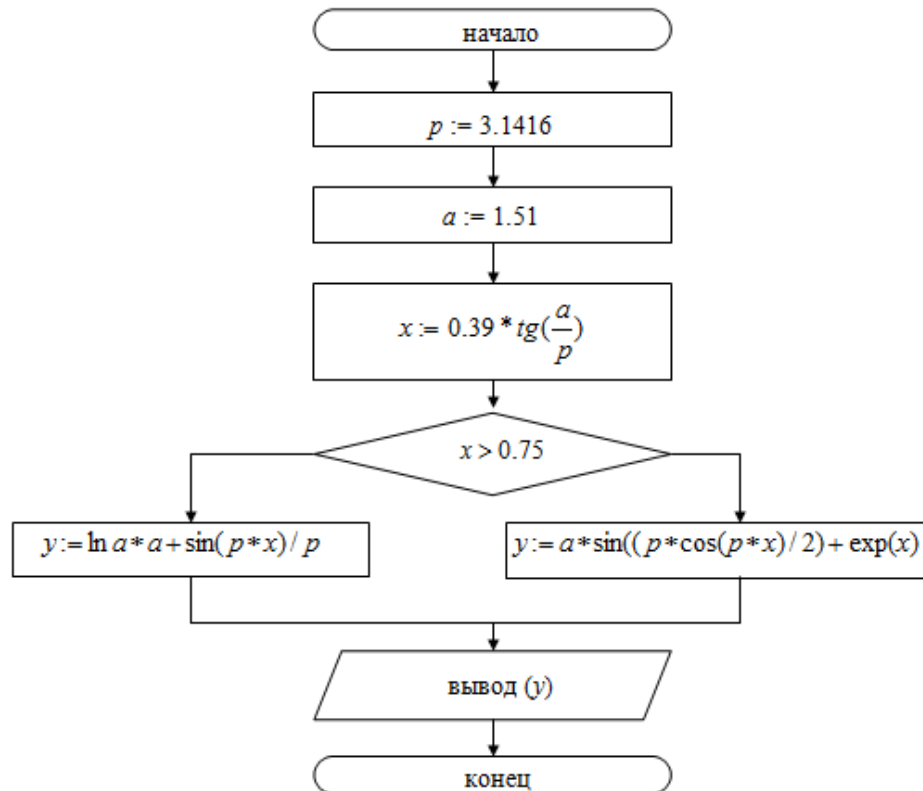 начало
p := 3.1416
a := 1.51
x := 0.39 * tg(a/p)
x > 0.75
y := ln a * a + sin( p * x) / p
y := a * sin(( p * cos(p * x) / 2) + exp(x)
вывод (y)
конец